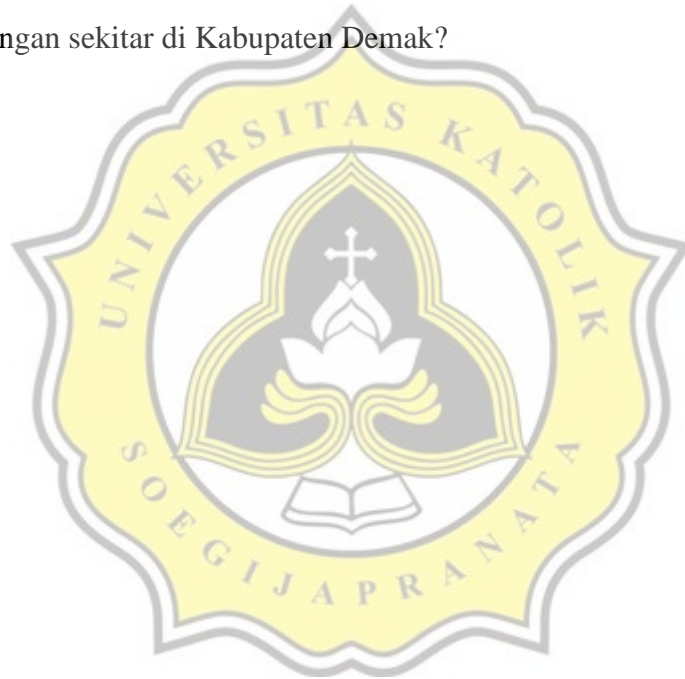 ngan sekitar di Kabupaten Demak?
UNIVERSITAS KATOLIK
SOEGIJAPRANATA